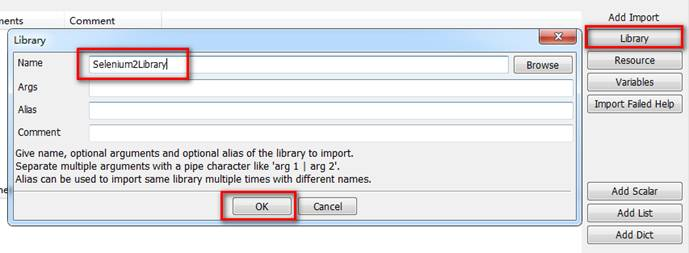 ments Comment
Add Import
Library
Library
Name Selenium2Library Browse
Resource
Args
Variables
Alias
Import Failed Help
Comment
Give name, optional arguments and optional alias of the library to import.
Separate multiple arguments with a pipe character like 'arg 1 | arg 2'.
Alias can be used to import same library multiple times with different names.
Add Scalar
OK Cancel
Add List
Add Dict